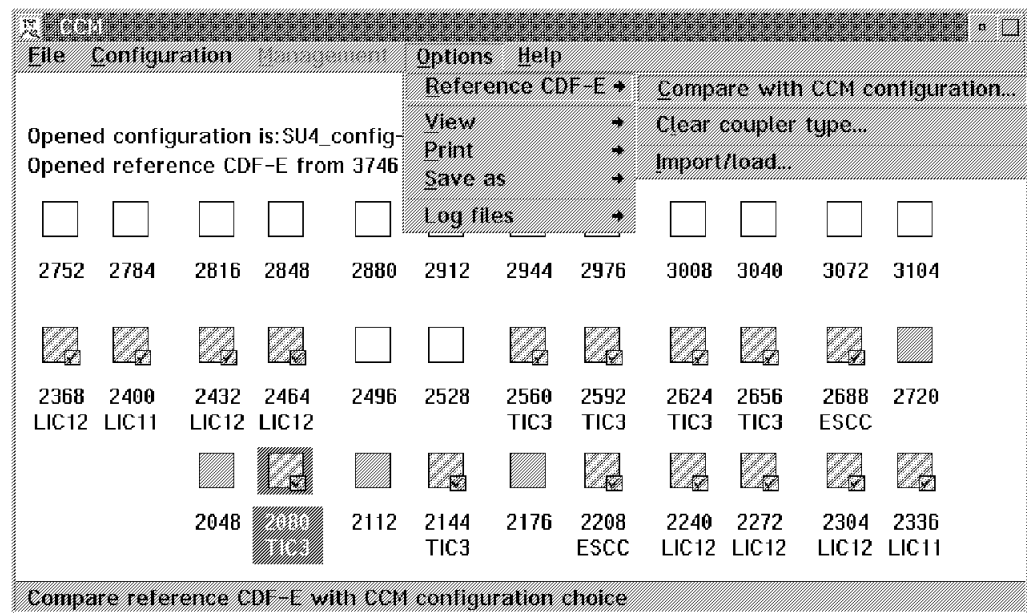 CCM
File Configuration Management Options Help
Reference CDF-E
Compare with CCM configuration...
View
Clear coupler type...
Print
Import/load...
Save as
Log files
Opened configuration is:SU4_config-
Opened reference CDF-E from 3746
2752 2784 2816 2848 2880 2912 2944 2976 3008 3040 3072 3104
2368 2400 2432 2464 2496 2528 2560 2592 2624 2656 2688 2720
LIC12 LIC11 LIC12 LIC12 TIC3 TIC3 TIC3 TIC3 ESCC
2048 2080 2112 2144 2176 2208 2240 2272 2304 2336
TIC3 TIC3 ESCC LIC12 LIC12 LIC12 LIC11
Compare reference CDF-E with CCM configuration choice